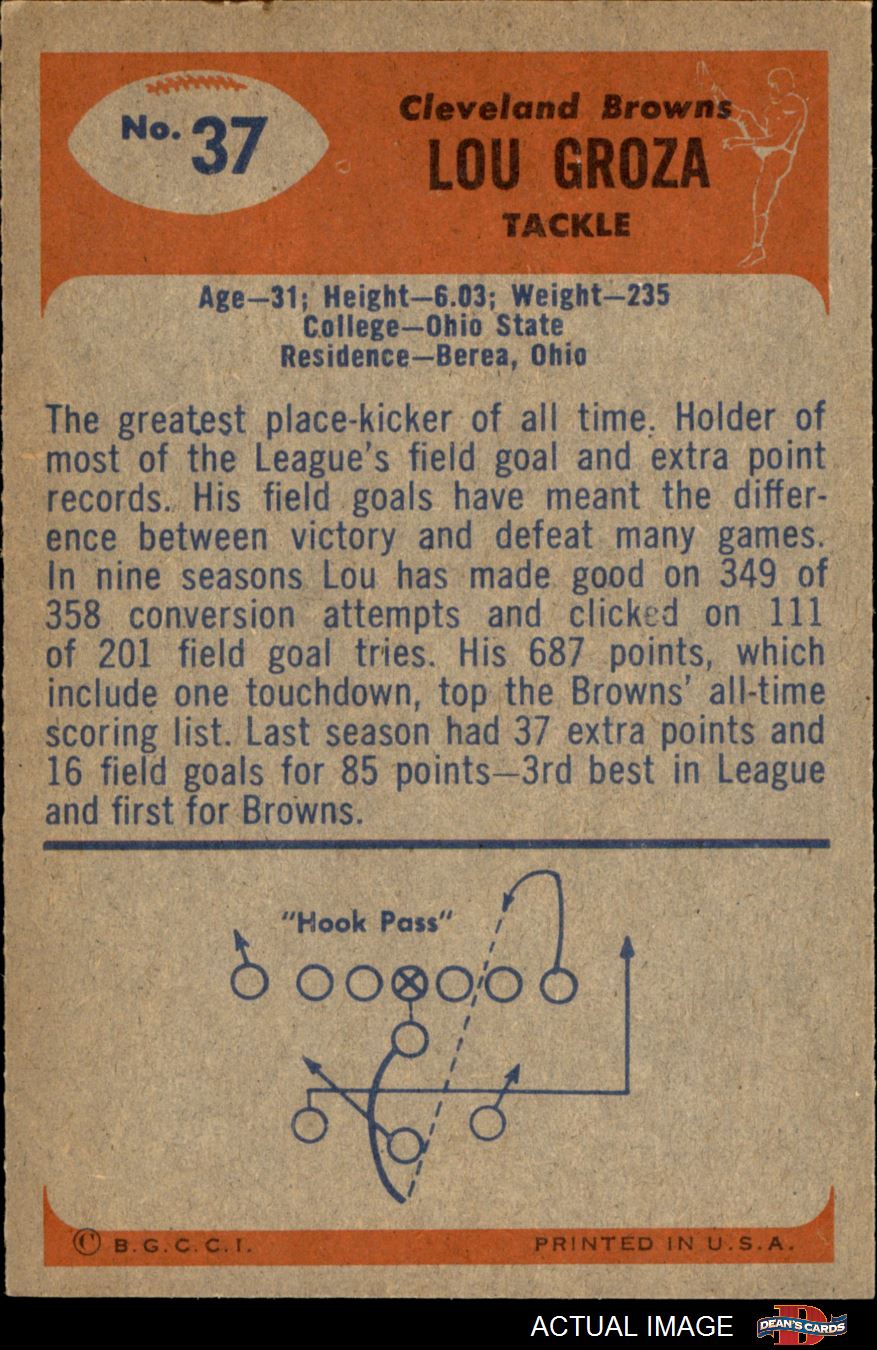 No. 37
Cleveland Browns
LOU GROZA
TACKLE
Age—31; Height—6.03; Weight—235
College—Ohio State
Residence—Berea, Ohio
The greatest place-kicker of all time. Holder of
most of the League's field goal and extra point
records. His field goals have meant the differ-
ence between victory and defeat many games.
In nine seasons Lou has made good on 349 of
358 conversion attempts and clicked on 111
of 201 field goal tries. His 687 points, which
include one touchdown, top the Browns' all-time
scoring list. Last season had 37 extra points and
16 field goals for 85 points—3rd best in League
and first for Browns.
"Hook Pass"
© B.G.C.C.I. PRINTED IN U.S.A.
ACTUAL IMAGE DEAN'S CARDS